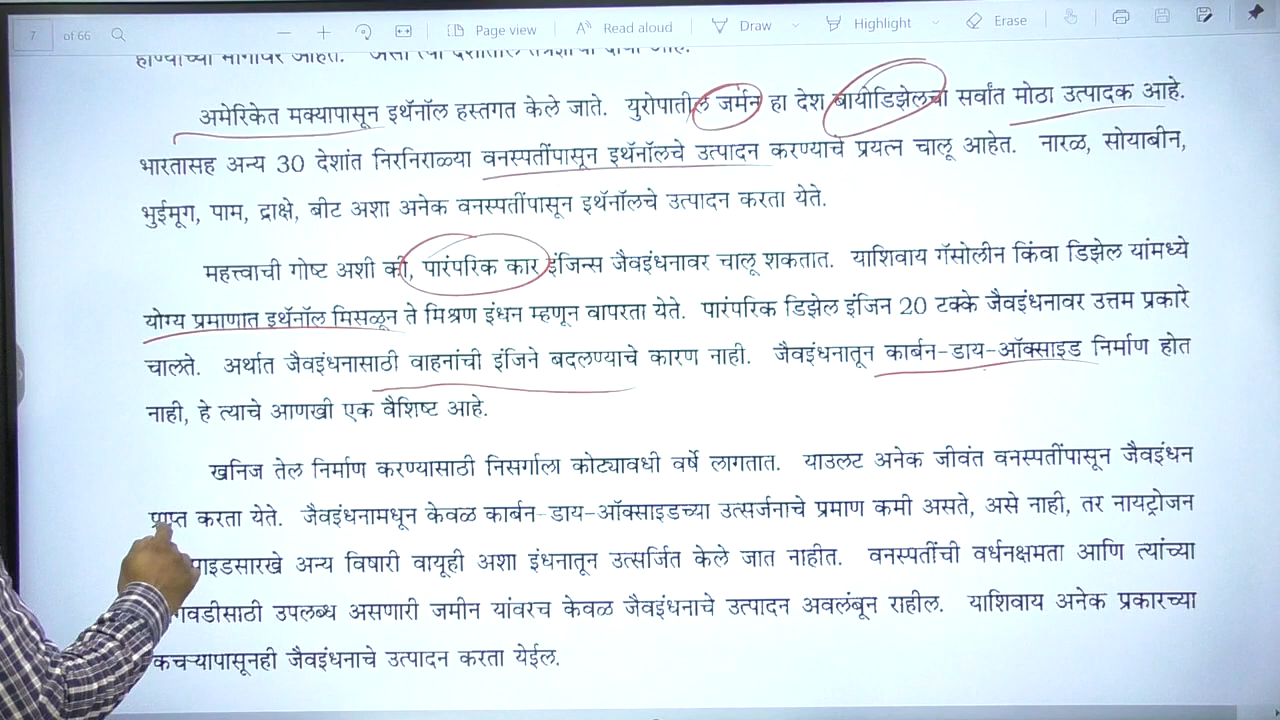 7 of 66 Page view Read aloud Draw Highlight Erase
अमेरिकेत मक्यापासून इथॅनॉल हस्तगत केले जाते. युरोपातील जर्मन हा देश बायोडिझेलचा सर्वांत मोठा उत्पादक आहे.
भारतासह अन्य 30 देशांत निरनिराळ्या वनस्पतींपासून इथॅनॉलचे उत्पादन करण्याचे प्रयत्न चालू आहेत. नारळ, सोयाबीन,
भुईमूग, पाम, द्राक्षे, बीट अशा अनेक वनस्पतींपासून इथॅनॉलचे उत्पादन करता येते.
महत्त्वाची गोष्ट अशी की, पारंपरिक कार इंजिन्स जैवइंधनावर चालू शकतात. याशिवाय गॅसोलीन किंवा डिझेल यांमध्ये
योग्य प्रमाणात इथॅनॉल मिसळून ते मिश्रण इंधन म्हणून वापरता येते. पारंपरिक डिझेल इंजिन 20 टक्के जैवइंधनावर उत्तम प्रकारे
चालते. अर्थात जैवइंधनासाठी वाहनांची इंजिने बदलण्याचे कारण नाही. जैवइंधनातून कार्बन-डाय-ऑक्साइड निर्माण होत
नाही, हे त्याचे आणखी एक वैशिष्ट आहे.
खनिज तेल निर्माण करण्यासाठी निसर्गाला कोट्यावधी वर्षे लागतात. याउलट अनेक जीवंत वनस्पतींपासून जैवइंधन
प्राप्त करता येते. जैवइंधनामधून केवळ कार्बन-डाय-ऑक्साइडच्या उत्सर्जनाचे प्रमाण कमी असते, असे नाही, तर नायट्रोजन
अन्य विषारी वायूही अशा इंधनातून उत्सर्जित केले जात नाहीत. वनस्पतींची वर्धनक्षमता आणि त्यांच्या
उपलब्ध असणारी जमीन यांवरच केवळ जैवइंधनाचे उत्पादन अवलंबून राहील. याशिवाय अनेक प्रकारच्या
कचऱ्यापासूनही जैवइंधनाचे उत्पादन करता येईल.